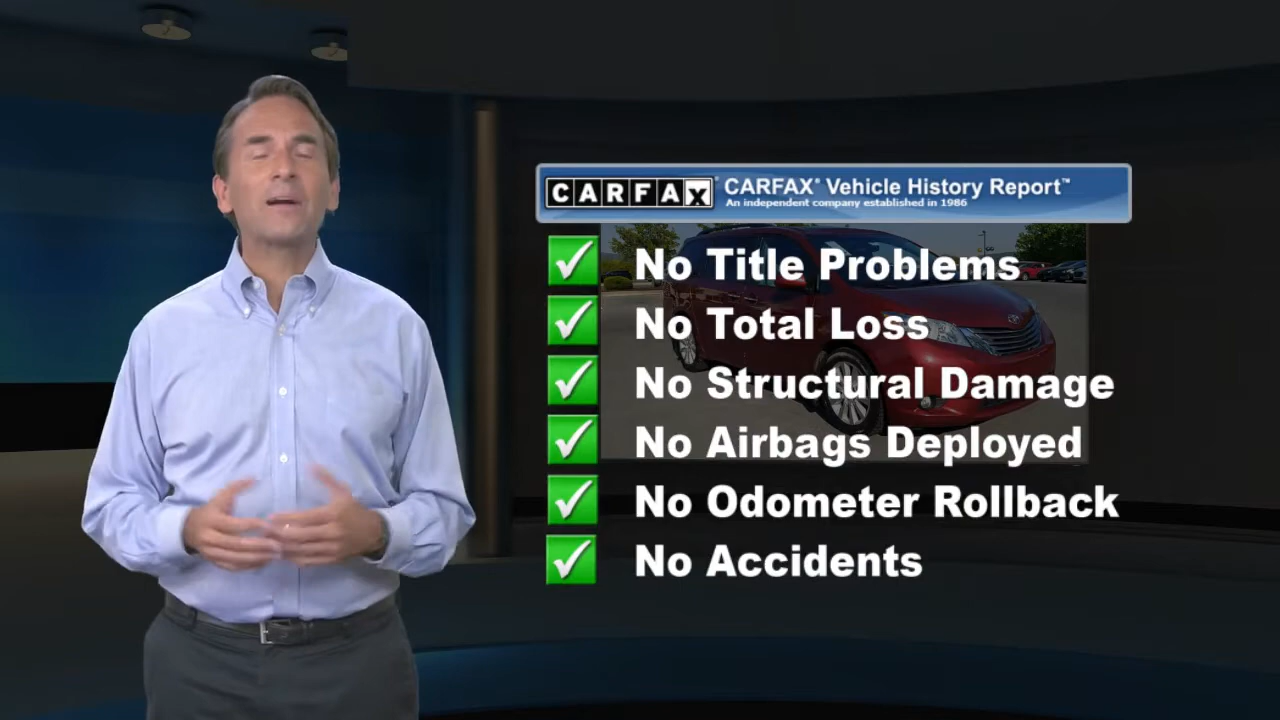 CARFAX
CARFAX® Vehicle History Report™
An independent company established in 1986
No Title Problems
No Total Loss
No Structural Damage
No Airbags Deployed
No Odometer Rollback
No Accidents